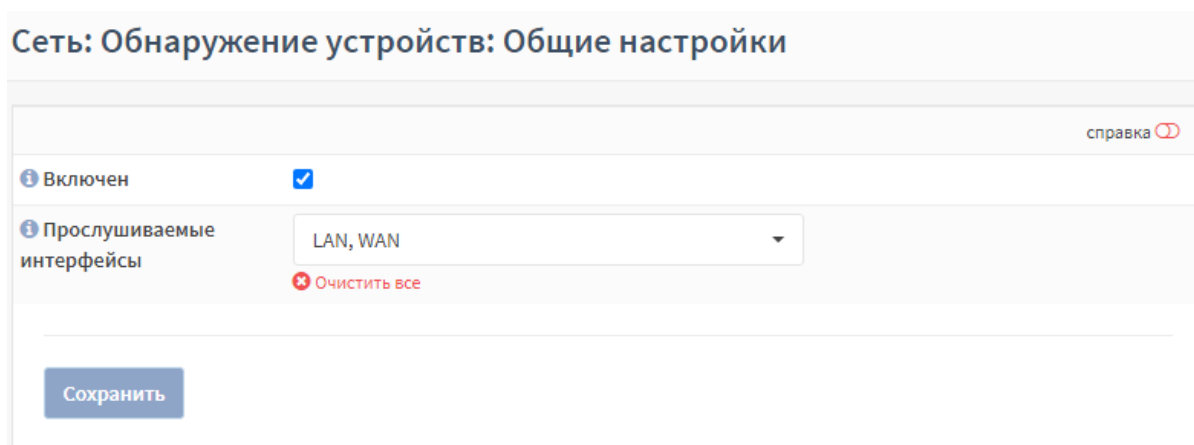 Сеть: Обнаружение устройств: Общие настройки
справка
Включен
Прослушиваемые
интерфейсы
LAN, WAN
Очистить все
Сохранить